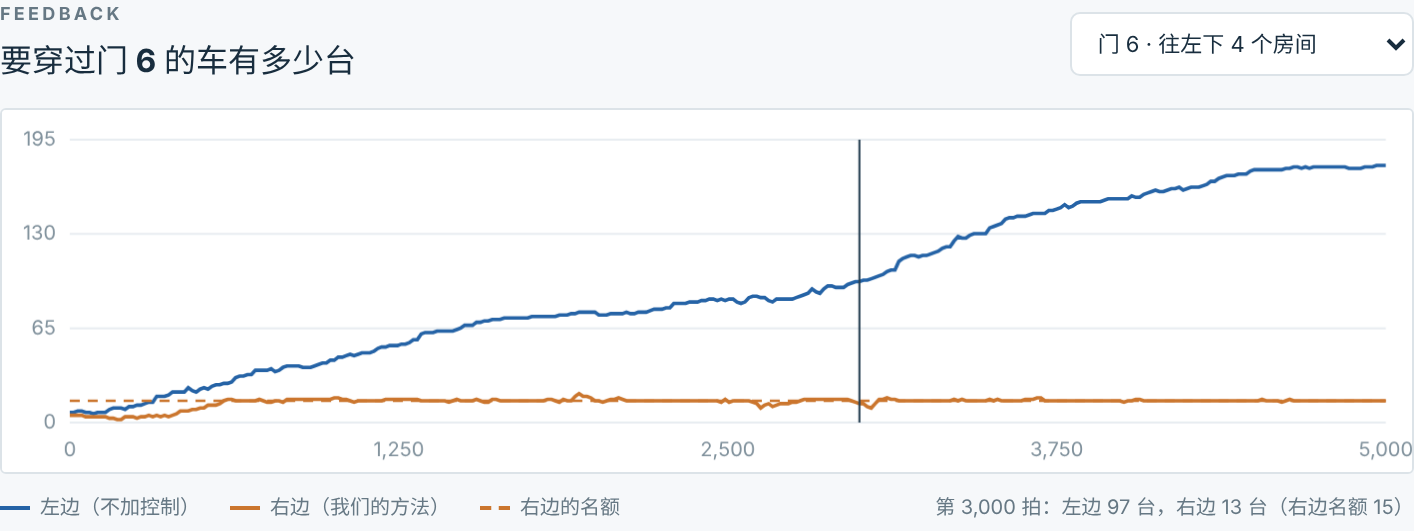 FEEDBACK
要穿过门 6 的车有多少台
门 6 · 往左下 4 个房间
195
130
65
0
0 1,250 2,500 3,750 5,000
左边（不加控制） 右边（我们的方法） 右边的名额
第 3,000 拍：左边 97 台，右边 13 台（右边名额 15）